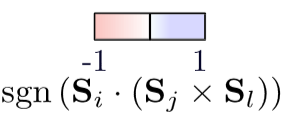 -1 1
sgn (S_i · (S_j × S_l))